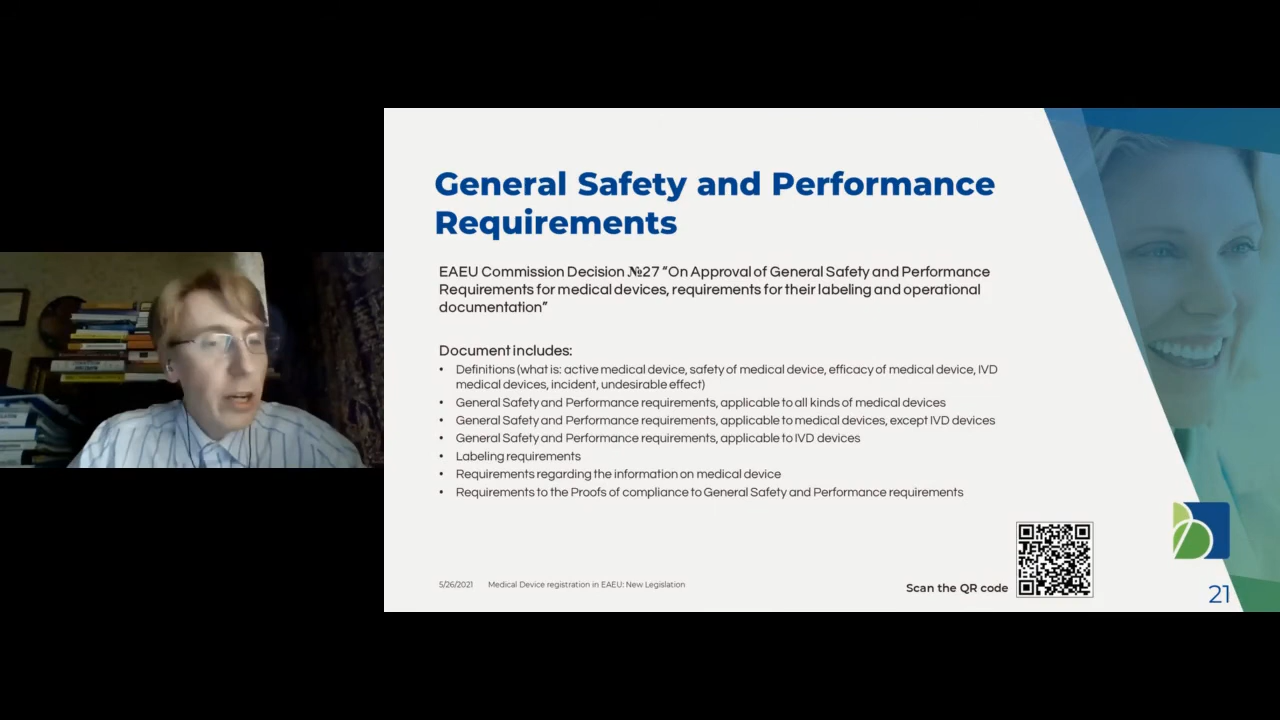 General Safety and Performance
Requirements
EAEU Commission Decision №27 "On Approval of General Safety and Performance
Requirements for medical devices, requirements for their labeling and operational
documentation"
Document includes:
• Definitions (what is: active medical device, safety of medical device, efficacy of medical device, IVD
medical devices, incident, undesirable effect)
• General Safety and Performance requirements, applicable to all kinds of medical devices
• General Safety and Performance requirements, applicable to medical devices, except IVD devices
• General Safety and Performance requirements, applicable to IVD devices
• Labeling requirements
• Requirements regarding the information on medical device
• Requirements to the Proofs of compliance to General Safety and Performance requirements
5/26/2021 Medical Device registration in EAEU: New Legislation
Scan the QR code
21